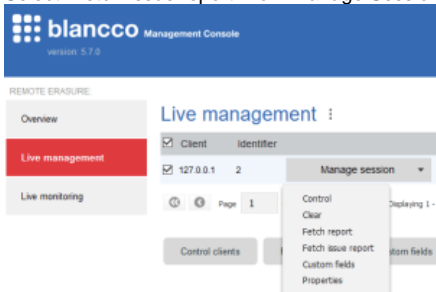 blancco Management Console
version: 5.7.0
REMOTE ERASURE:
Overview
Live management
Live monitoring
Live management
Client Identifier
127.0.0.1 2 Manage session
Page 1 Displaying 1 -
Control
Clear
Fetch report
Fetch issue report
Custom fields
Properties
Control clients
stom fields